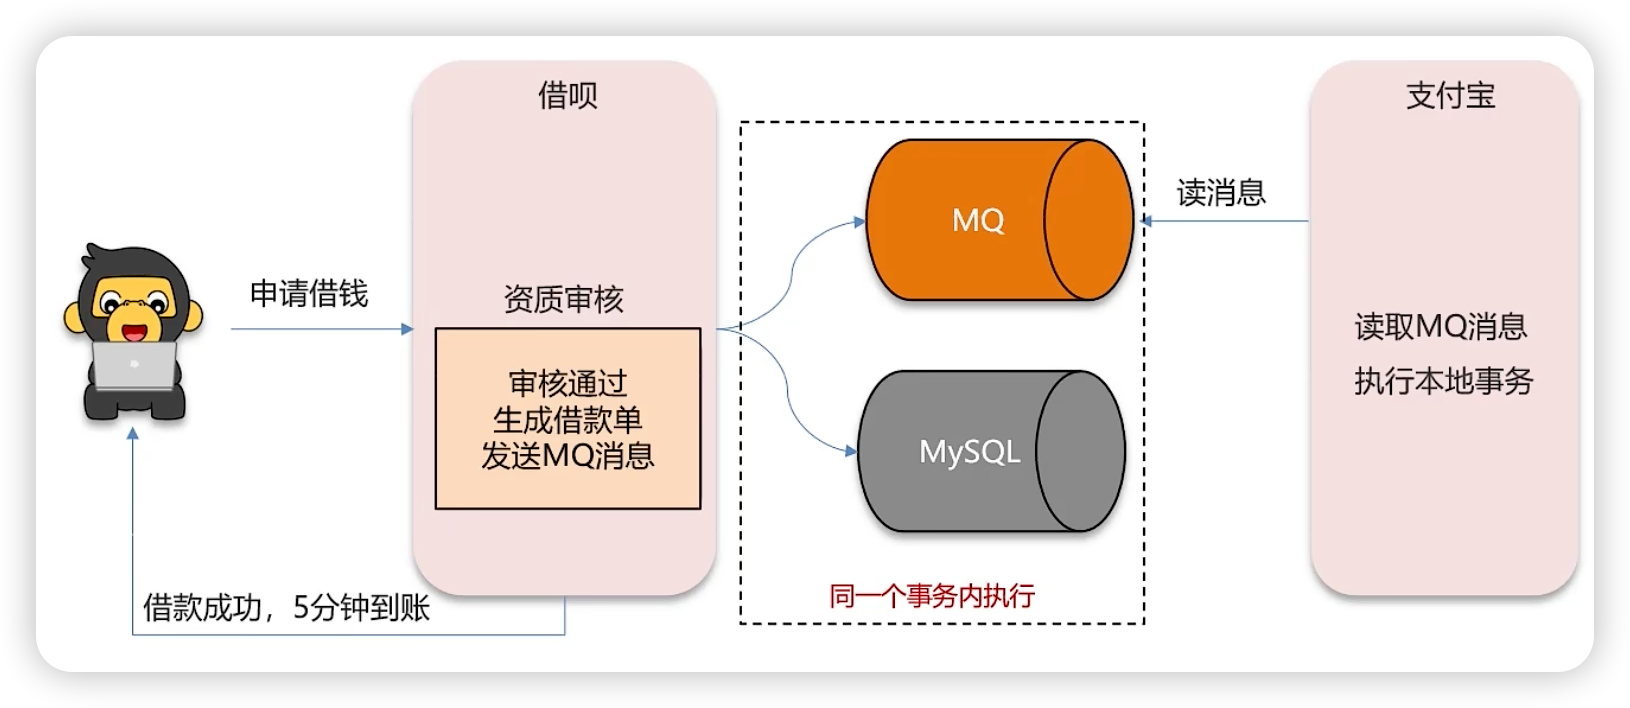 借呗
支付宝
MQ
读消息
申请借钱
资质审核
审核通过
生成借款单
发送MQ消息
读取MQ消息
执行本地事务
MySQL
同一个事务内执行
借款成功，5分钟到账